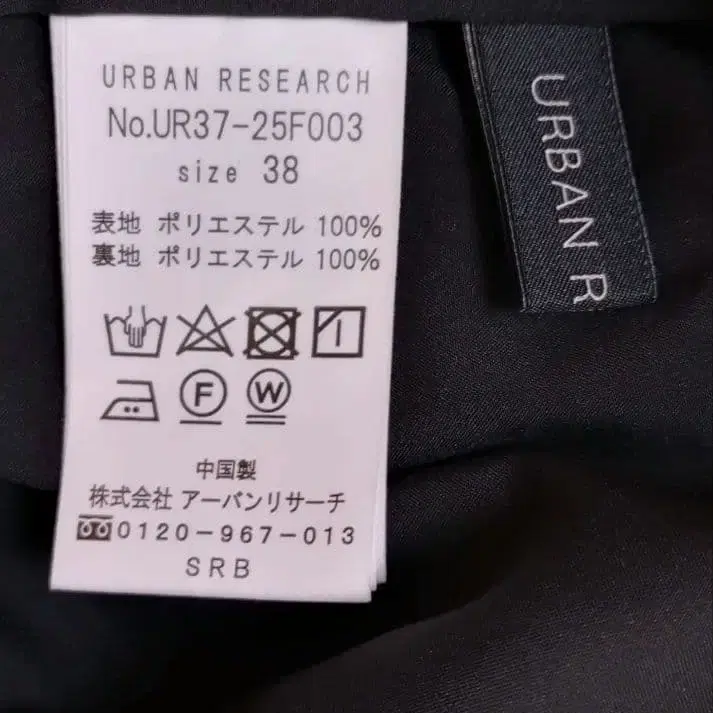 URBAN RESEARCH
No.UR37-25F003
size 38
表地 ポリエステル 100%
裏地 ポリエステル 100%
F W
中国製
株式会社 アーバンリサーチ
0120-967-013
SRB
URBAN R